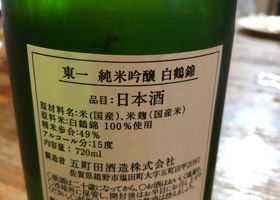 東一 純米吟醸 白鶴錦
品目:日本酒
原材料名:米(国産)、米麹(国産米)
原料米:白鶴錦 100%使用
精米歩合:49%
アルコール分:15度
内容量:720ml
製造者 五町田酒造株式会社
佐賀県嬉野市塩田町大字五町田甲2081